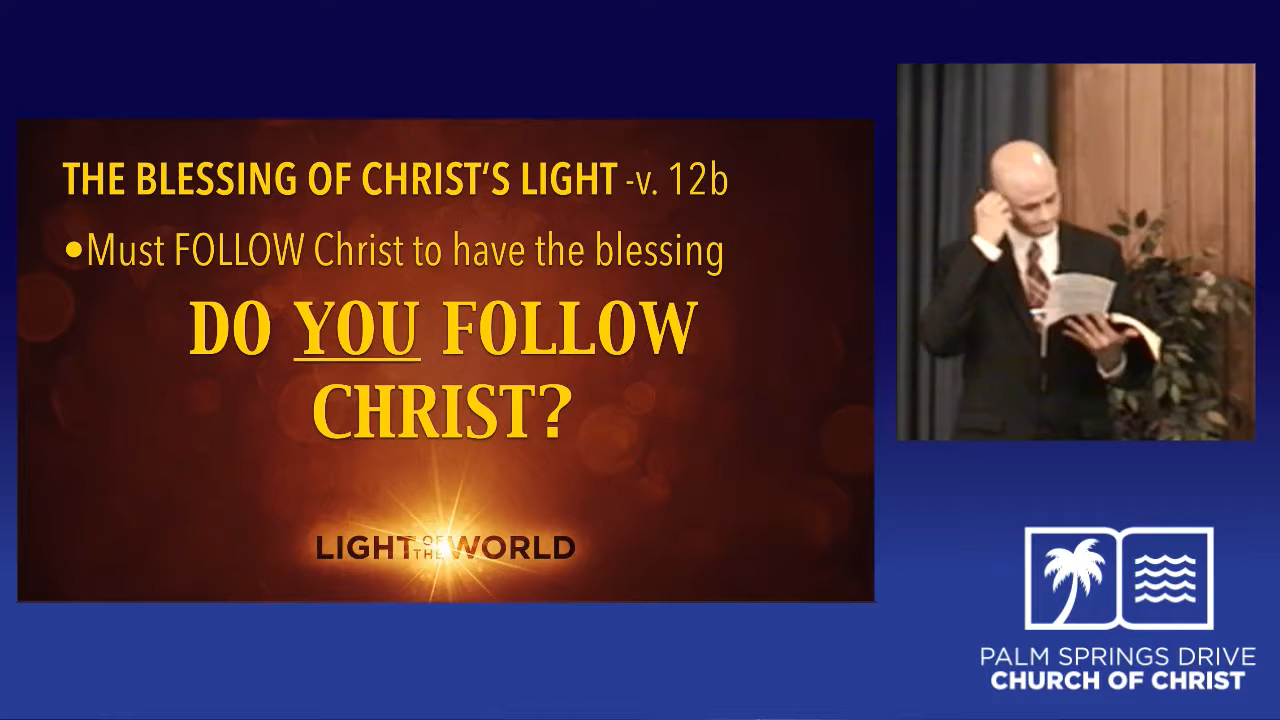 THE BLESSING OF CHRIST'S LIGHT -v. 12b
•Must FOLLOW Christ to have the blessing
DO YOU FOLLOW
CHRIST?
LIGHT OF THE WORLD
PALM SPRINGS DRIVE
CHURCH OF CHRIST